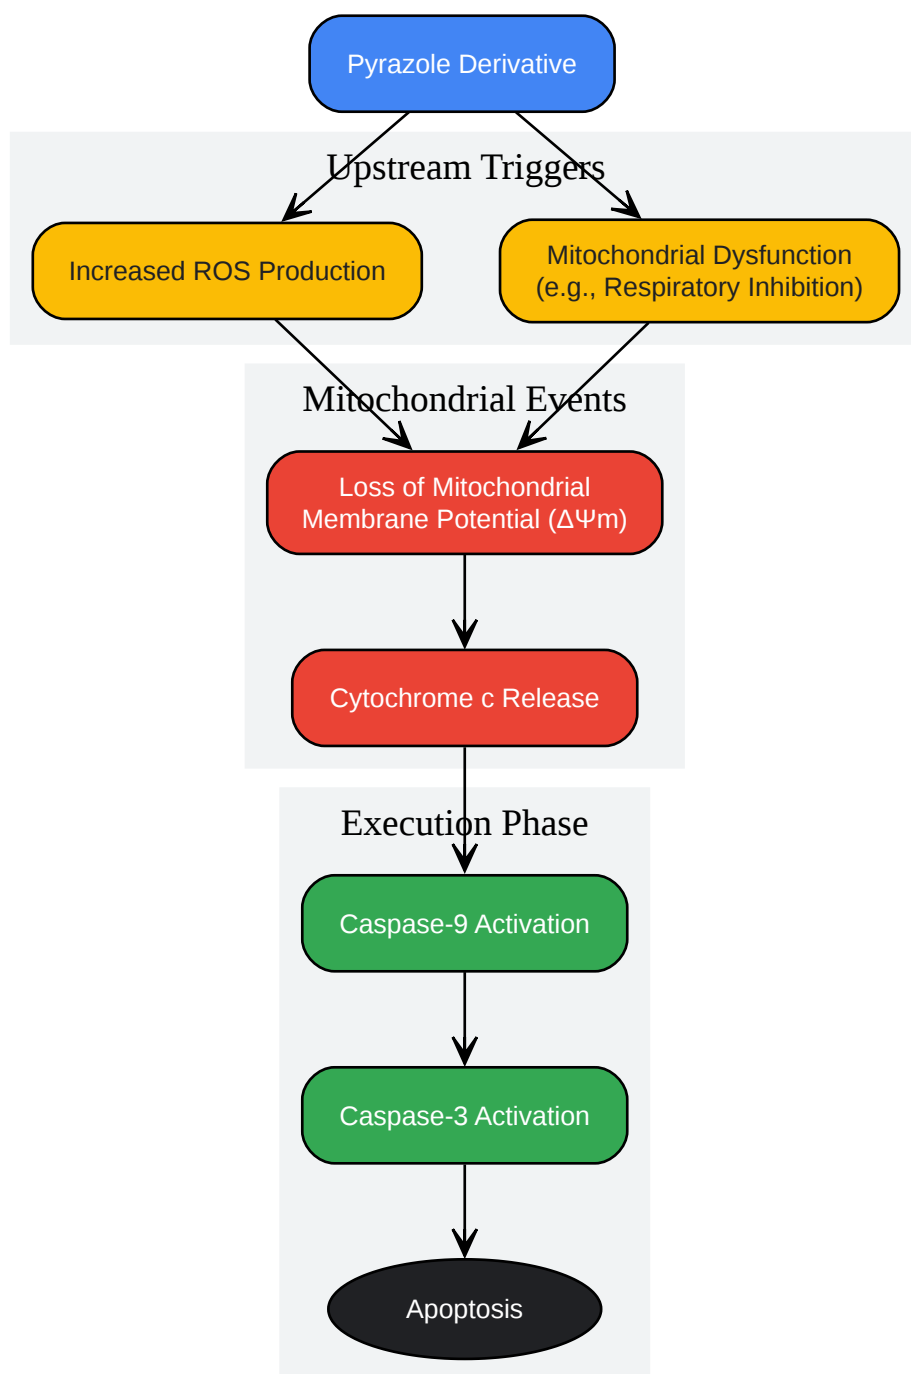 Pyrazole Derivative
Upstream Triggers
Increased ROS Production
Mitochondrial Dysfunction
(e.g., Respiratory Inhibition)
Mitochondrial Events
Loss of Mitochondrial
Membrane Potential (ΔΨm)
Cytochrome c Release
Execution Phase
Caspase-9 Activation
Caspase-3 Activation
Apoptosis